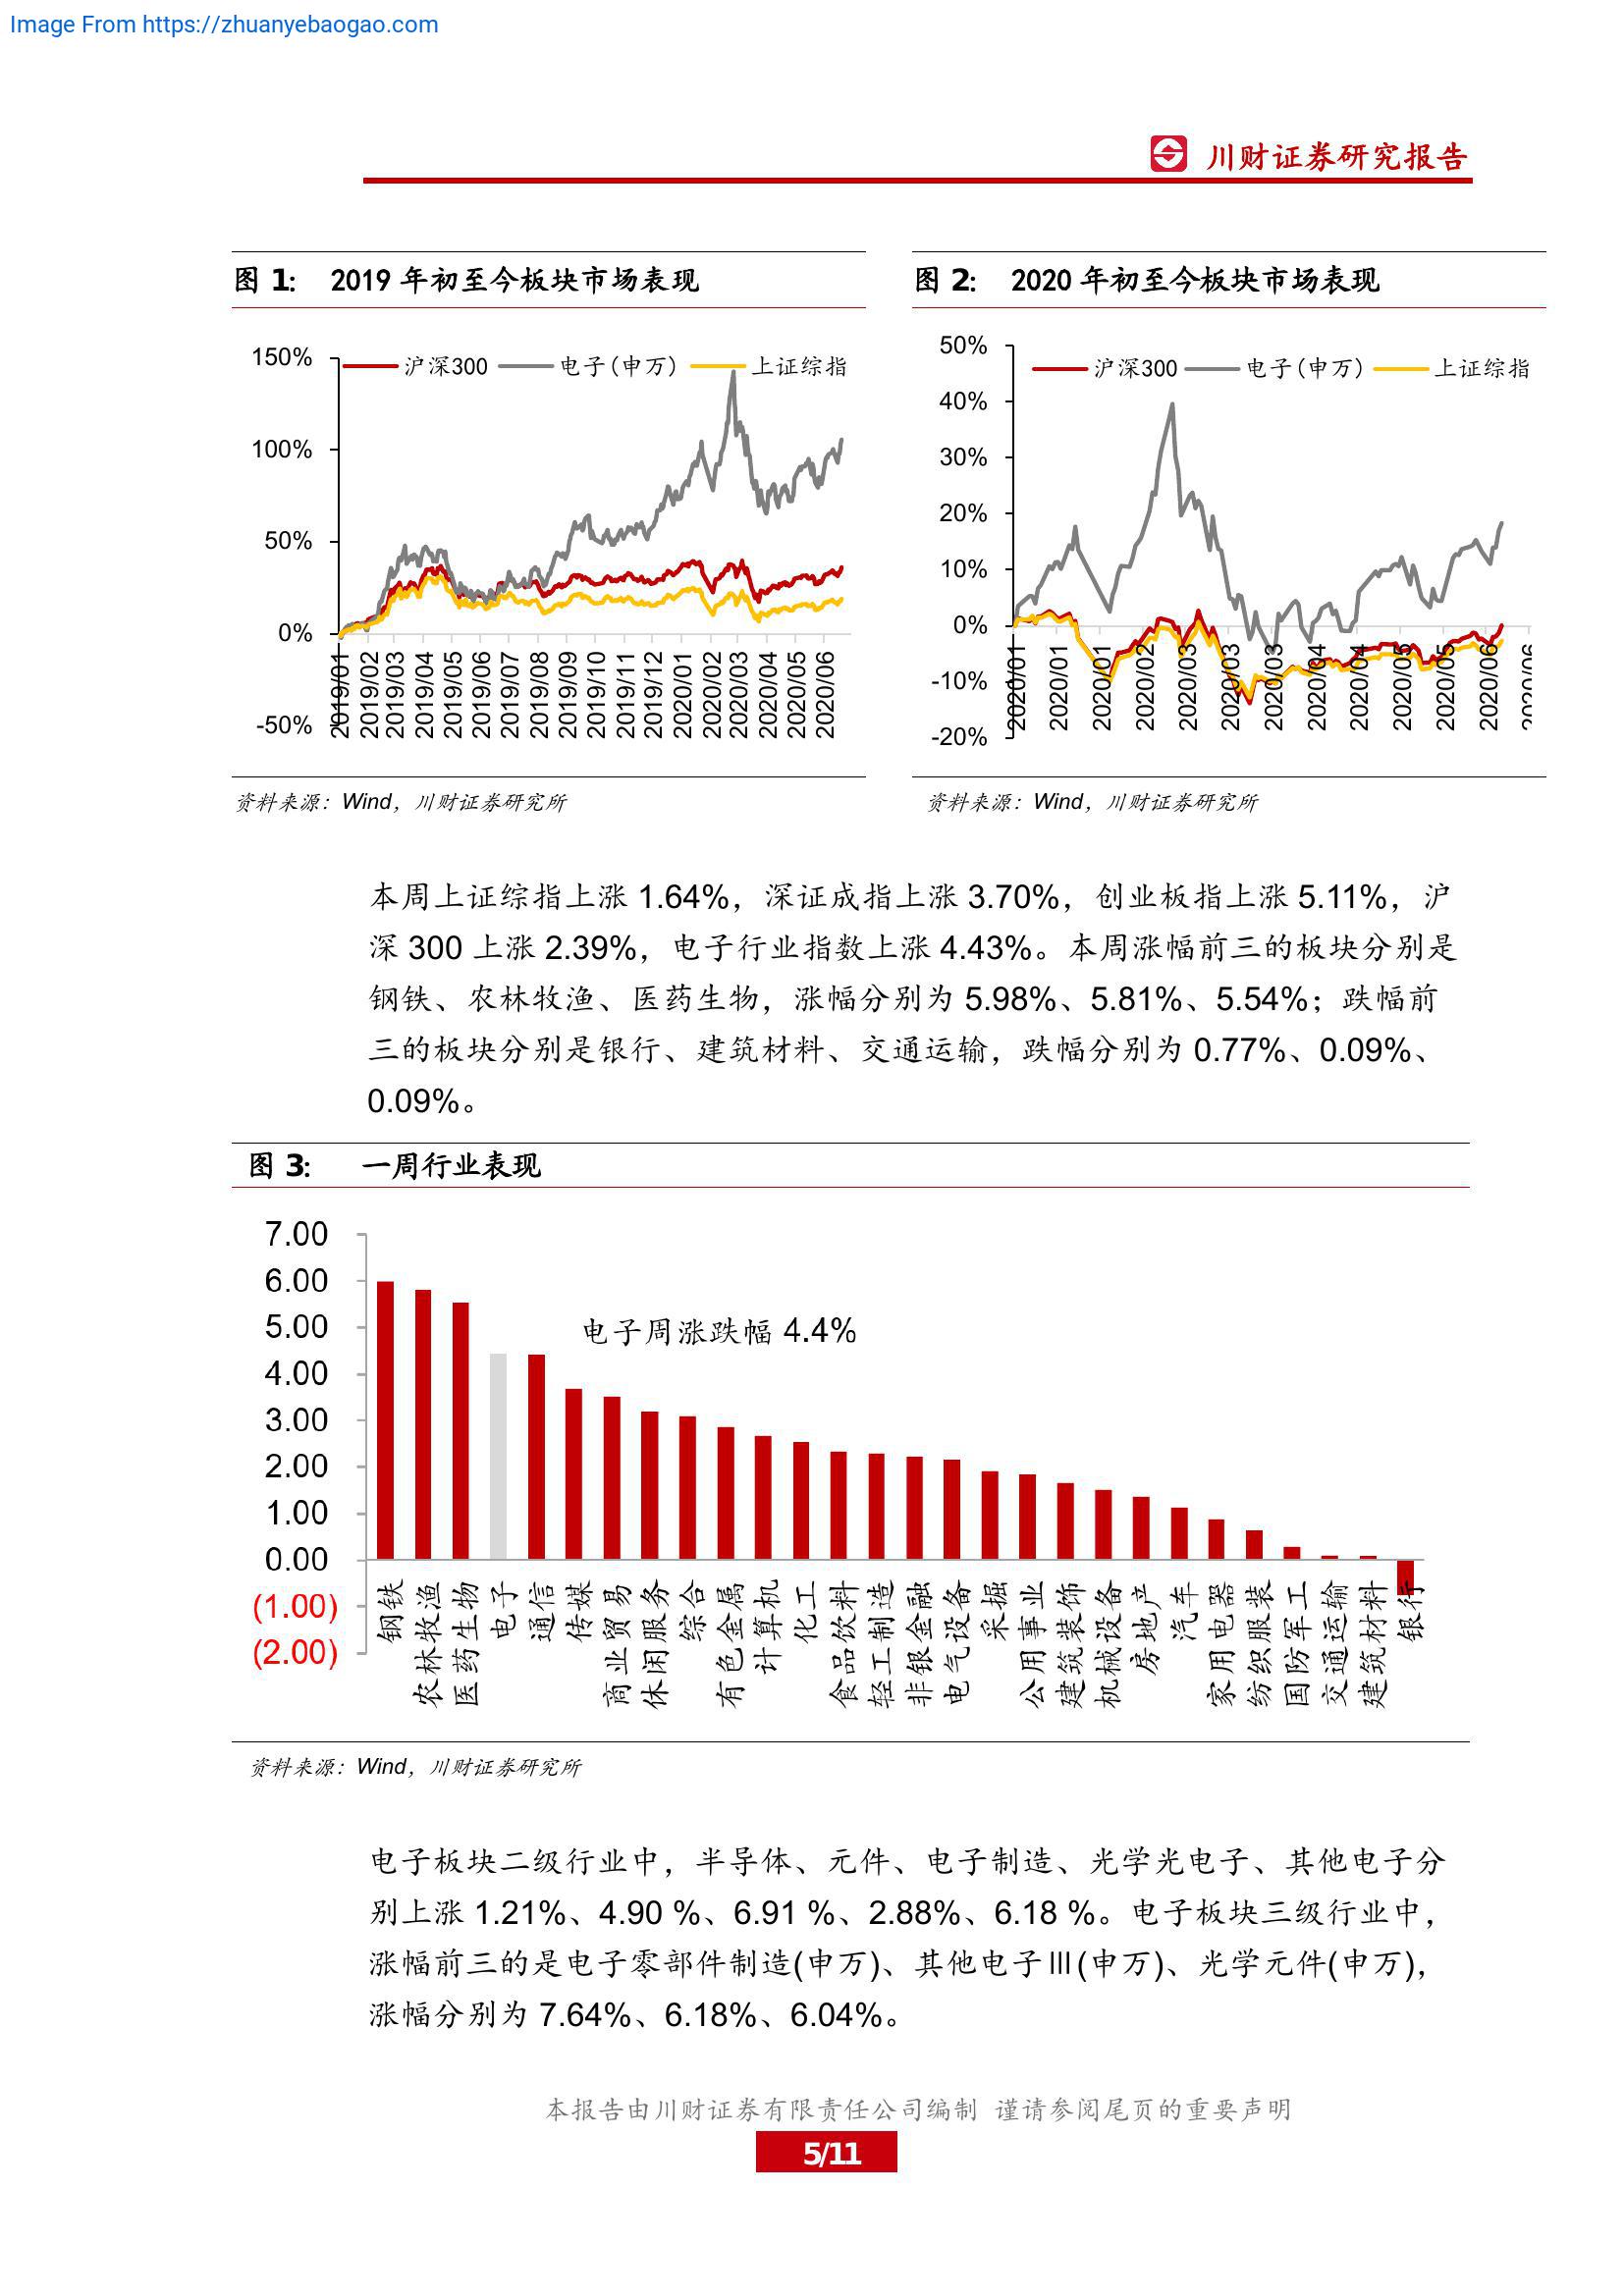 Image From https://zhuanyebaogao.com
川财证券研究报告
图 1: 2019 年初至今板块市场表现
150%
100%
50%
0%
-50%
沪深300 电子(申万) 上证综指
2019/01 2019/02 2019/03 2019/04 2019/05 2019/06 2019/07 2019/08 2019/09 2019/10 2019/11 2019/12 2020/01 2020/02 2020/03 2020/04 2020/05 2020/06
资料来源：Wind，川财证券研究所
图 2: 2020 年初至今板块市场表现
50%
40%
30%
20%
10%
0%
-10%
-20%
沪深300 电子(申万) 上证综指
2020/01 2020/01 2020/01 2020/02 2020/03 2020/03 2020/03 2020/04 2020/04 2020/05 2020/05 2020/06 2020/06
资料来源：Wind，川财证券研究所
本周上证综指上涨 1.64%，深证成指上涨 3.70%，创业板指上涨 5.11%，沪
深 300 上涨 2.39%，电子行业指数上涨 4.43%。本周涨幅前三的板块分别是
钢铁、农林牧渔、医药生物，涨幅分别为 5.98%、5.81%、5.54%；跌幅前
三的板块分别是银行、建筑材料、交通运输，跌幅分别为 0.77%、0.09%、
0.09%。
图 3: 一周行业表现
7.00
6.00
5.00
4.00
3.00
2.00
1.00
0.00
(1.00)
(2.00)
电子周涨跌幅 4.4%
钢铁 农林牧渔 医药生物 电子 通信 传媒 商业贸易 休闲服务 综合 有色金属 计算机 化工 食品饮料 轻工制造 非银金融 电气设备 采掘 公用事业 建筑装饰 机械设备 房地产 汽车 家用电器 纺织服装 国防军工 交通运输 建筑材料 银行
资料来源：Wind，川财证券研究所
电子板块二级行业中，半导体、元件、电子制造、光学光电子、其他电子分
别上涨 1.21%、4.90 %、6.91 %、2.88%、6.18 %。电子板块三级行业中，
涨幅前三的是电子零部件制造(申万)、其他电子Ⅲ(申万)、光学元件(申万)，
涨幅分别为 7.64%、6.18%、6.04%。
本报告由川财证券有限责任公司编制 谨请参阅尾页的重要声明
5/11